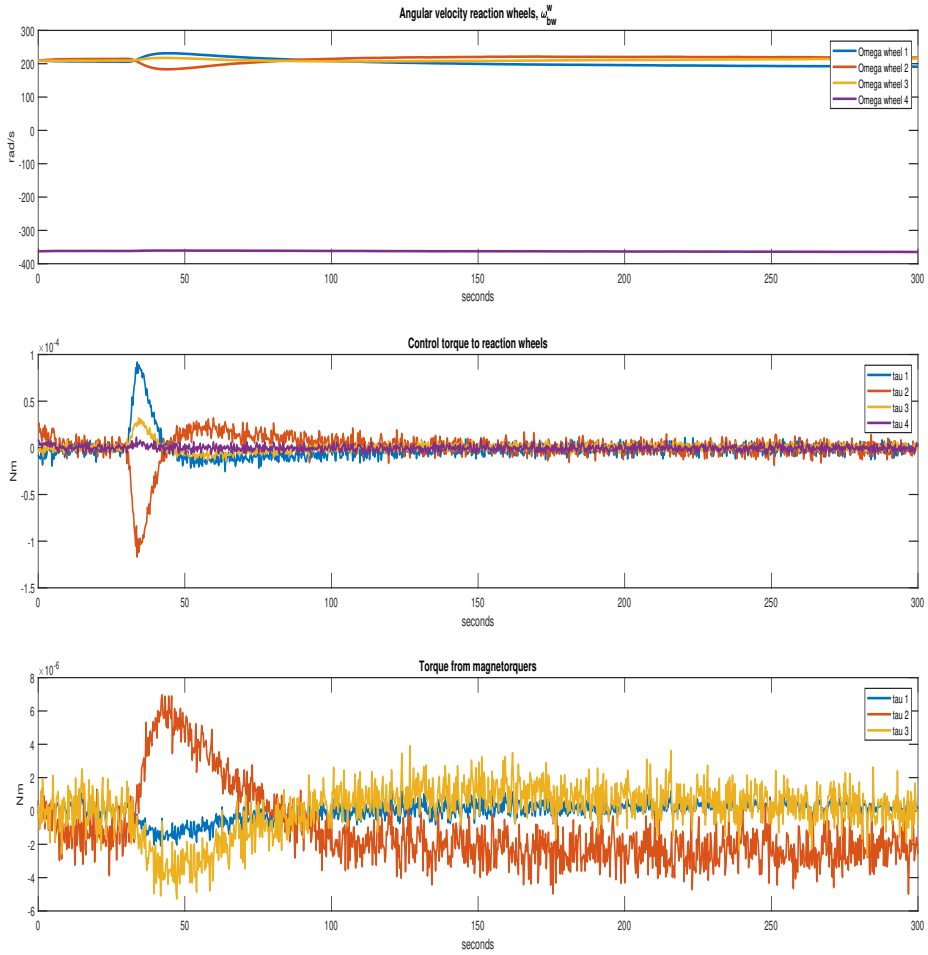 Angular velocity reaction wheels, ω_bw^w
300
200
100
0
-100
-200
-300
-400
rad/s
Omega wheel 1
Omega wheel 2
Omega wheel 3
Omega wheel 4
0 50 100 150 200 250 300
seconds
×10^-4
Control torque to reaction wheels
1
0.5
0
-0.5
-1
-1.5
Nm
tau 1
tau 2
tau 3
tau 4
0 50 100 150 200 250 300
seconds
×10^-6
Torque from magnetorquers
8
6
4
2
0
-2
-4
-6
Nm
tau 1
tau 2
tau 3
0 50 100 150 200 250 300
seconds